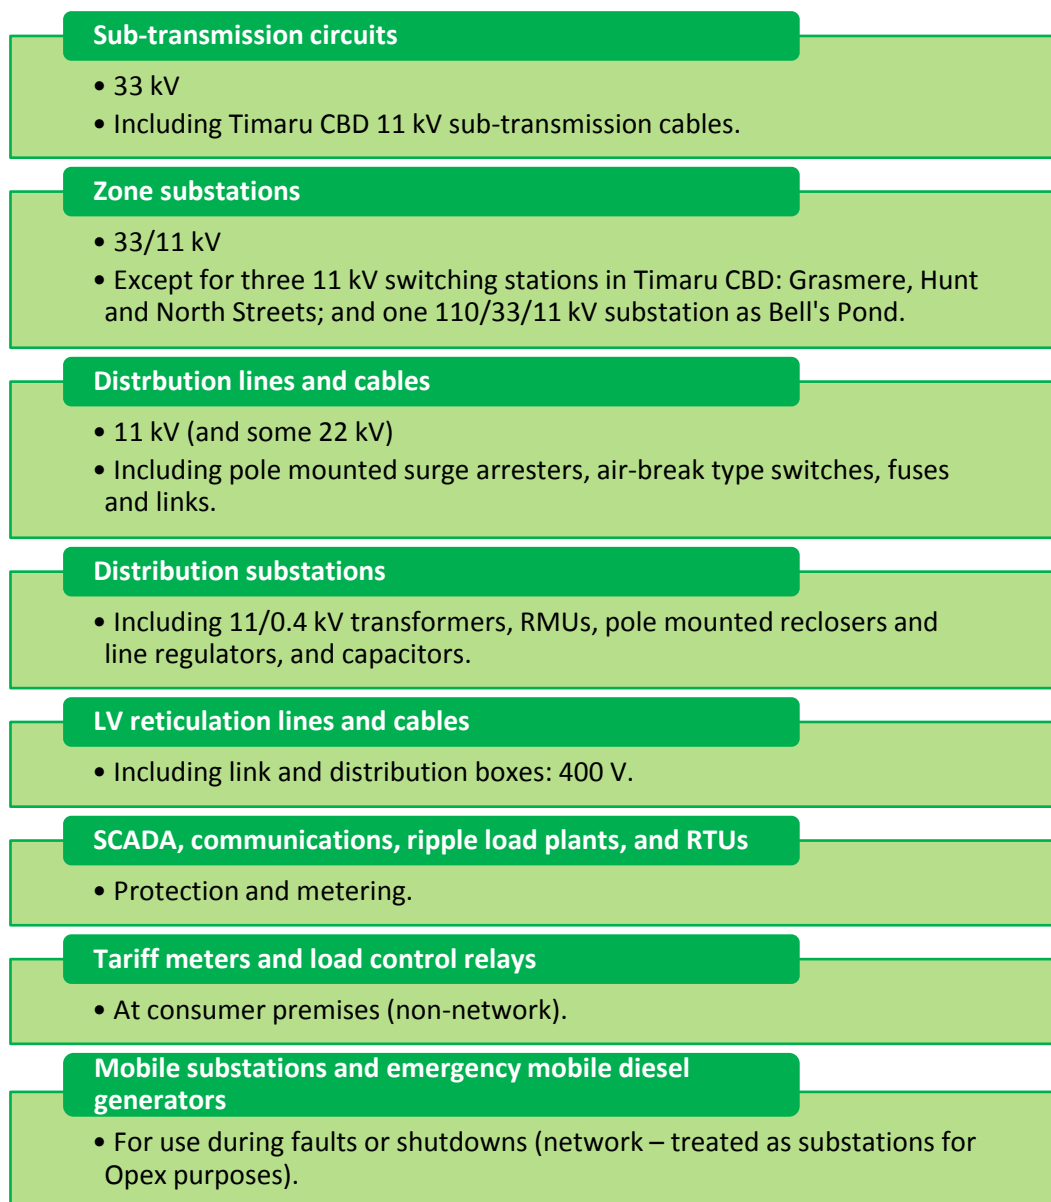 Sub-transmission circuits
• 33 kV
• Including Timaru CBD 11 kV sub-transmission cables.
Zone substations
• 33/11 kV
• Except for three 11 kV switching stations in Timaru CBD: Grasmere, Hunt
and North Streets; and one 110/33/11 kV substation as Bell's Pond.
Distrbution lines and cables
• 11 kV (and some 22 kV)
• Including pole mounted surge arresters, air-break type switches, fuses
and links.
Distribution substations
• Including 11/0.4 kV transformers, RMUs, pole mounted reclosers and
line regulators, and capacitors.
LV reticulation lines and cables
• Including link and distribution boxes: 400 V.
SCADA, communications, ripple load plants, and RTUs
• Protection and metering.
Tariff meters and load control relays
• At consumer premises (non-network).
Mobile substations and emergency mobile diesel
generators
• For use during faults or shutdowns (network – treated as substations for
Opex purposes).